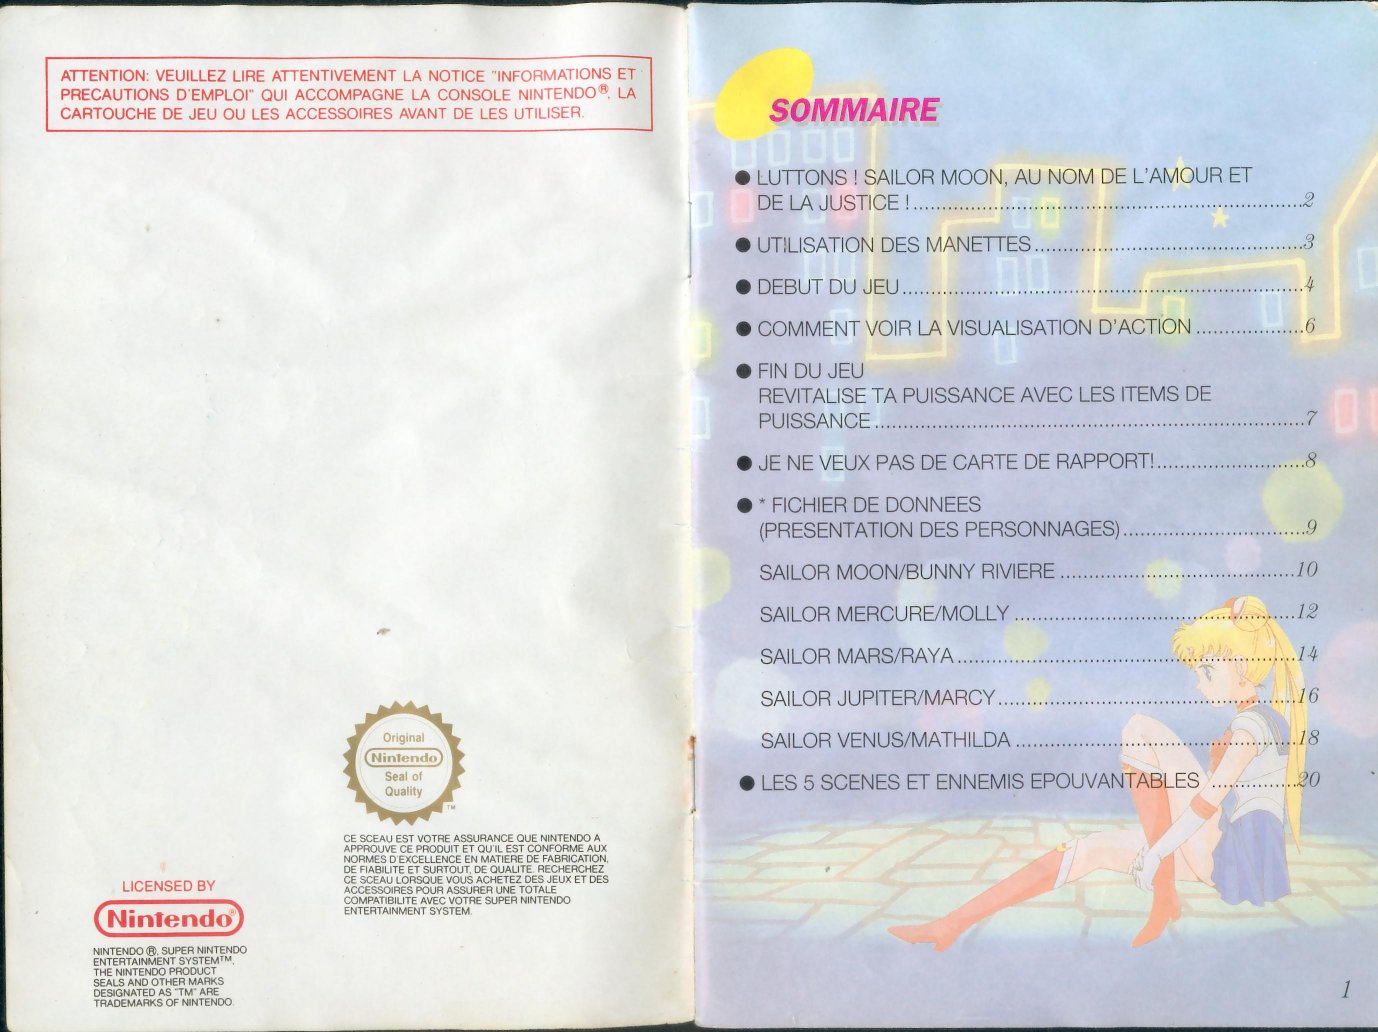 ATTENTION: VEUILLEZ LIRE ATTENTIVEMENT LA NOTICE "INFORMATIONS ET
PRECAUTIONS D'EMPLOI" QUI ACCOMPAGNE LA CONSOLE NINTENDO®, LA
CARTOUCHE DE JEU OU LES ACCESSOIRES AVANT DE LES UTILISER.
Original
Nintendo
Seal of
Quality
TM
CE SCEAU EST VOTRE ASSURANCE QUE NINTENDO A
APPROUVE CE PRODUIT ET QU'IL EST CONFORME AUX
NORMES D'EXCELLENCE EN MATIERE DE FABRICATION,
DE FIABILITE ET SURTOUT, DE QUALITE. RECHERCHEZ
CE SCEAU LORSQUE VOUS ACHETEZ DES JEUX ET DES
ACCESSOIRES POUR ASSURER UNE TOTALE
COMPATIBILITE AVEC VOTRE SUPER NINTENDO
ENTERTAINMENT SYSTEM.
LICENSED BY
Nintendo®
NINTENDO ®, SUPER NINTENDO
ENTERTAINMENT SYSTEM™,
THE NINTENDO PRODUCT
SEALS AND OTHER MARKS
DESIGNATED AS "TM" ARE
TRADEMARKS OF NINTENDO.
SOMMAIRE
● LUTTONS ! SAILOR MOON, AU NOM DE L'AMOUR ET
DE LA JUSTICE ! ..... 2
● UTILISATION DES MANETTES ..... 3
● DEBUT DU JEU ..... 4
● COMMENT VOIR LA VISUALISATION D'ACTION ..... 6
● FIN DU JEU
REVITALISE TA PUISSANCE AVEC LES ITEMS DE
PUISSANCE ..... 7
● JE NE VEUX PAS DE CARTE DE RAPPORT! ..... 8
● * FICHIER DE DONNEES
(PRESENTATION DES PERSONNAGES) ..... 9
SAILOR MOON/BUNNY RIVIERE ..... 10
SAILOR MERCURE/MOLLY ..... 12
SAILOR MARS/RAYA ..... 14
SAILOR JUPITER/MARCY ..... 16
SAILOR VENUS/MATHILDA ..... 18
● LES 5 SCENES ET ENNEMIS EPOUVANTABLES ..... 20
1